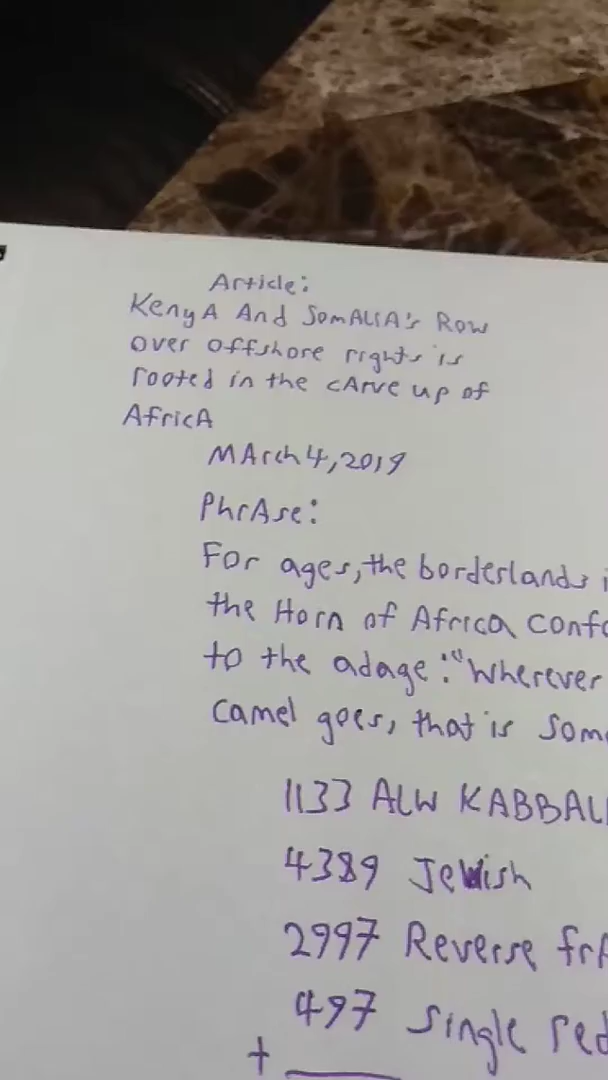 Article:
KenyA And SomALIA's Row
over offshore rights is
rooted in the cArve up of
AfricA
MArch 4, 2019
PhrAse:
For ages, the borderlands
the Horn of Africa
to the adage: "Wherever
camel goes, that is
1133 ALW
4389 Jewish
2997 Reverse
497 Single
+